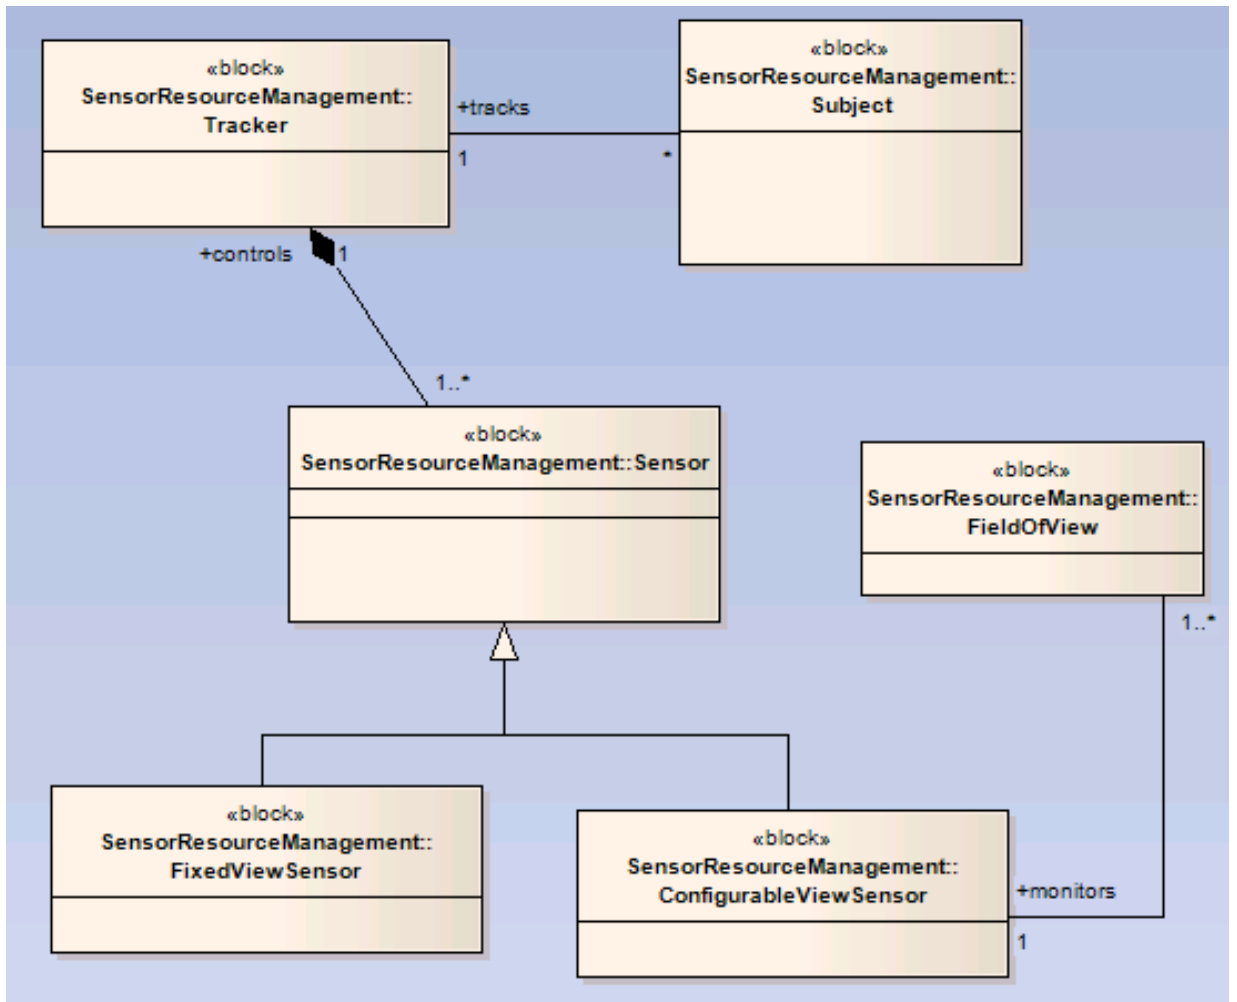 «block»
SensorResourceManagement::
Tracker
+tracks
1
*
«block»
SensorResourceManagement::
Subject
+controls
1
1..*
«block»
SensorResourceManagement::Sensor
«block»
SensorResourceManagement::
FieldOfView
1..*
«block»
SensorResourceManagement::
FixedViewSensor
«block»
SensorResourceManagement::
ConfigurableViewSensor
+monitors
1